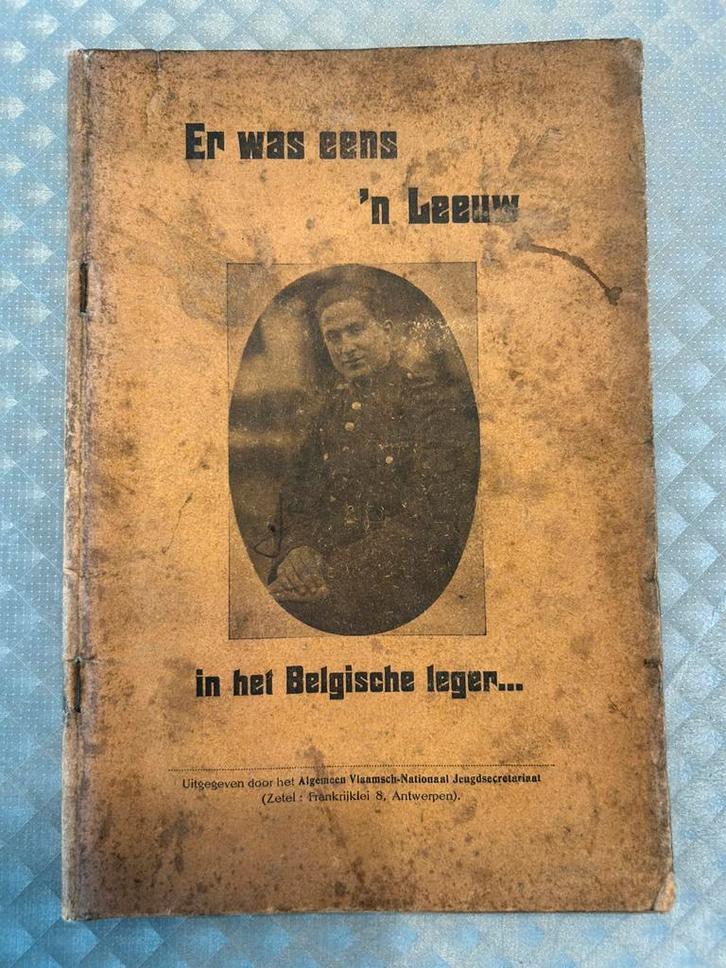 Er was eens
'n Leeuw
in het Belgische leger...
Uitgegeven door het Algemeen Vlaamsch-Nationaal Jeugdsecretariaat
(Zetel : Frankrijklei 8, Antwerpen).